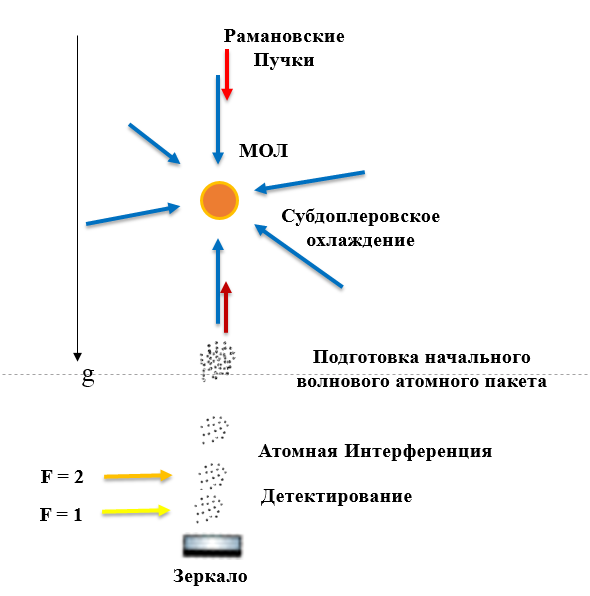 Рамановские
Пучки
МОЛ
Субдоплеровское
охлаждение
Подготовка начального
волнового атомного пакета
g
Атомная Интерференция
F = 2
Детектирование
F = 1
Зеркало